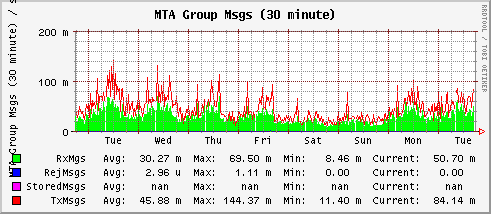 MTA Group Msgs (30 minute)
RRDTOOL / TOBI OETIKER
MTA Group Msgs (30 minute) / s
200 m
100 m
0
Tue Wed Thu Fri Sat Sun Mon Tue
RxMgs Avg: 30.27 m Max: 69.50 m Min: 8.46 m Current: 50.70 m
RejMsgs Avg: 2.96 u Max: 1.11 m Min: 0.00 Current: 0.00
StoredMsgs Avg: nan Max: nan Min: nan Current: nan
TxMsgs Avg: 45.88 m Max: 144.37 m Min: 11.40 m Current: 84.14 m